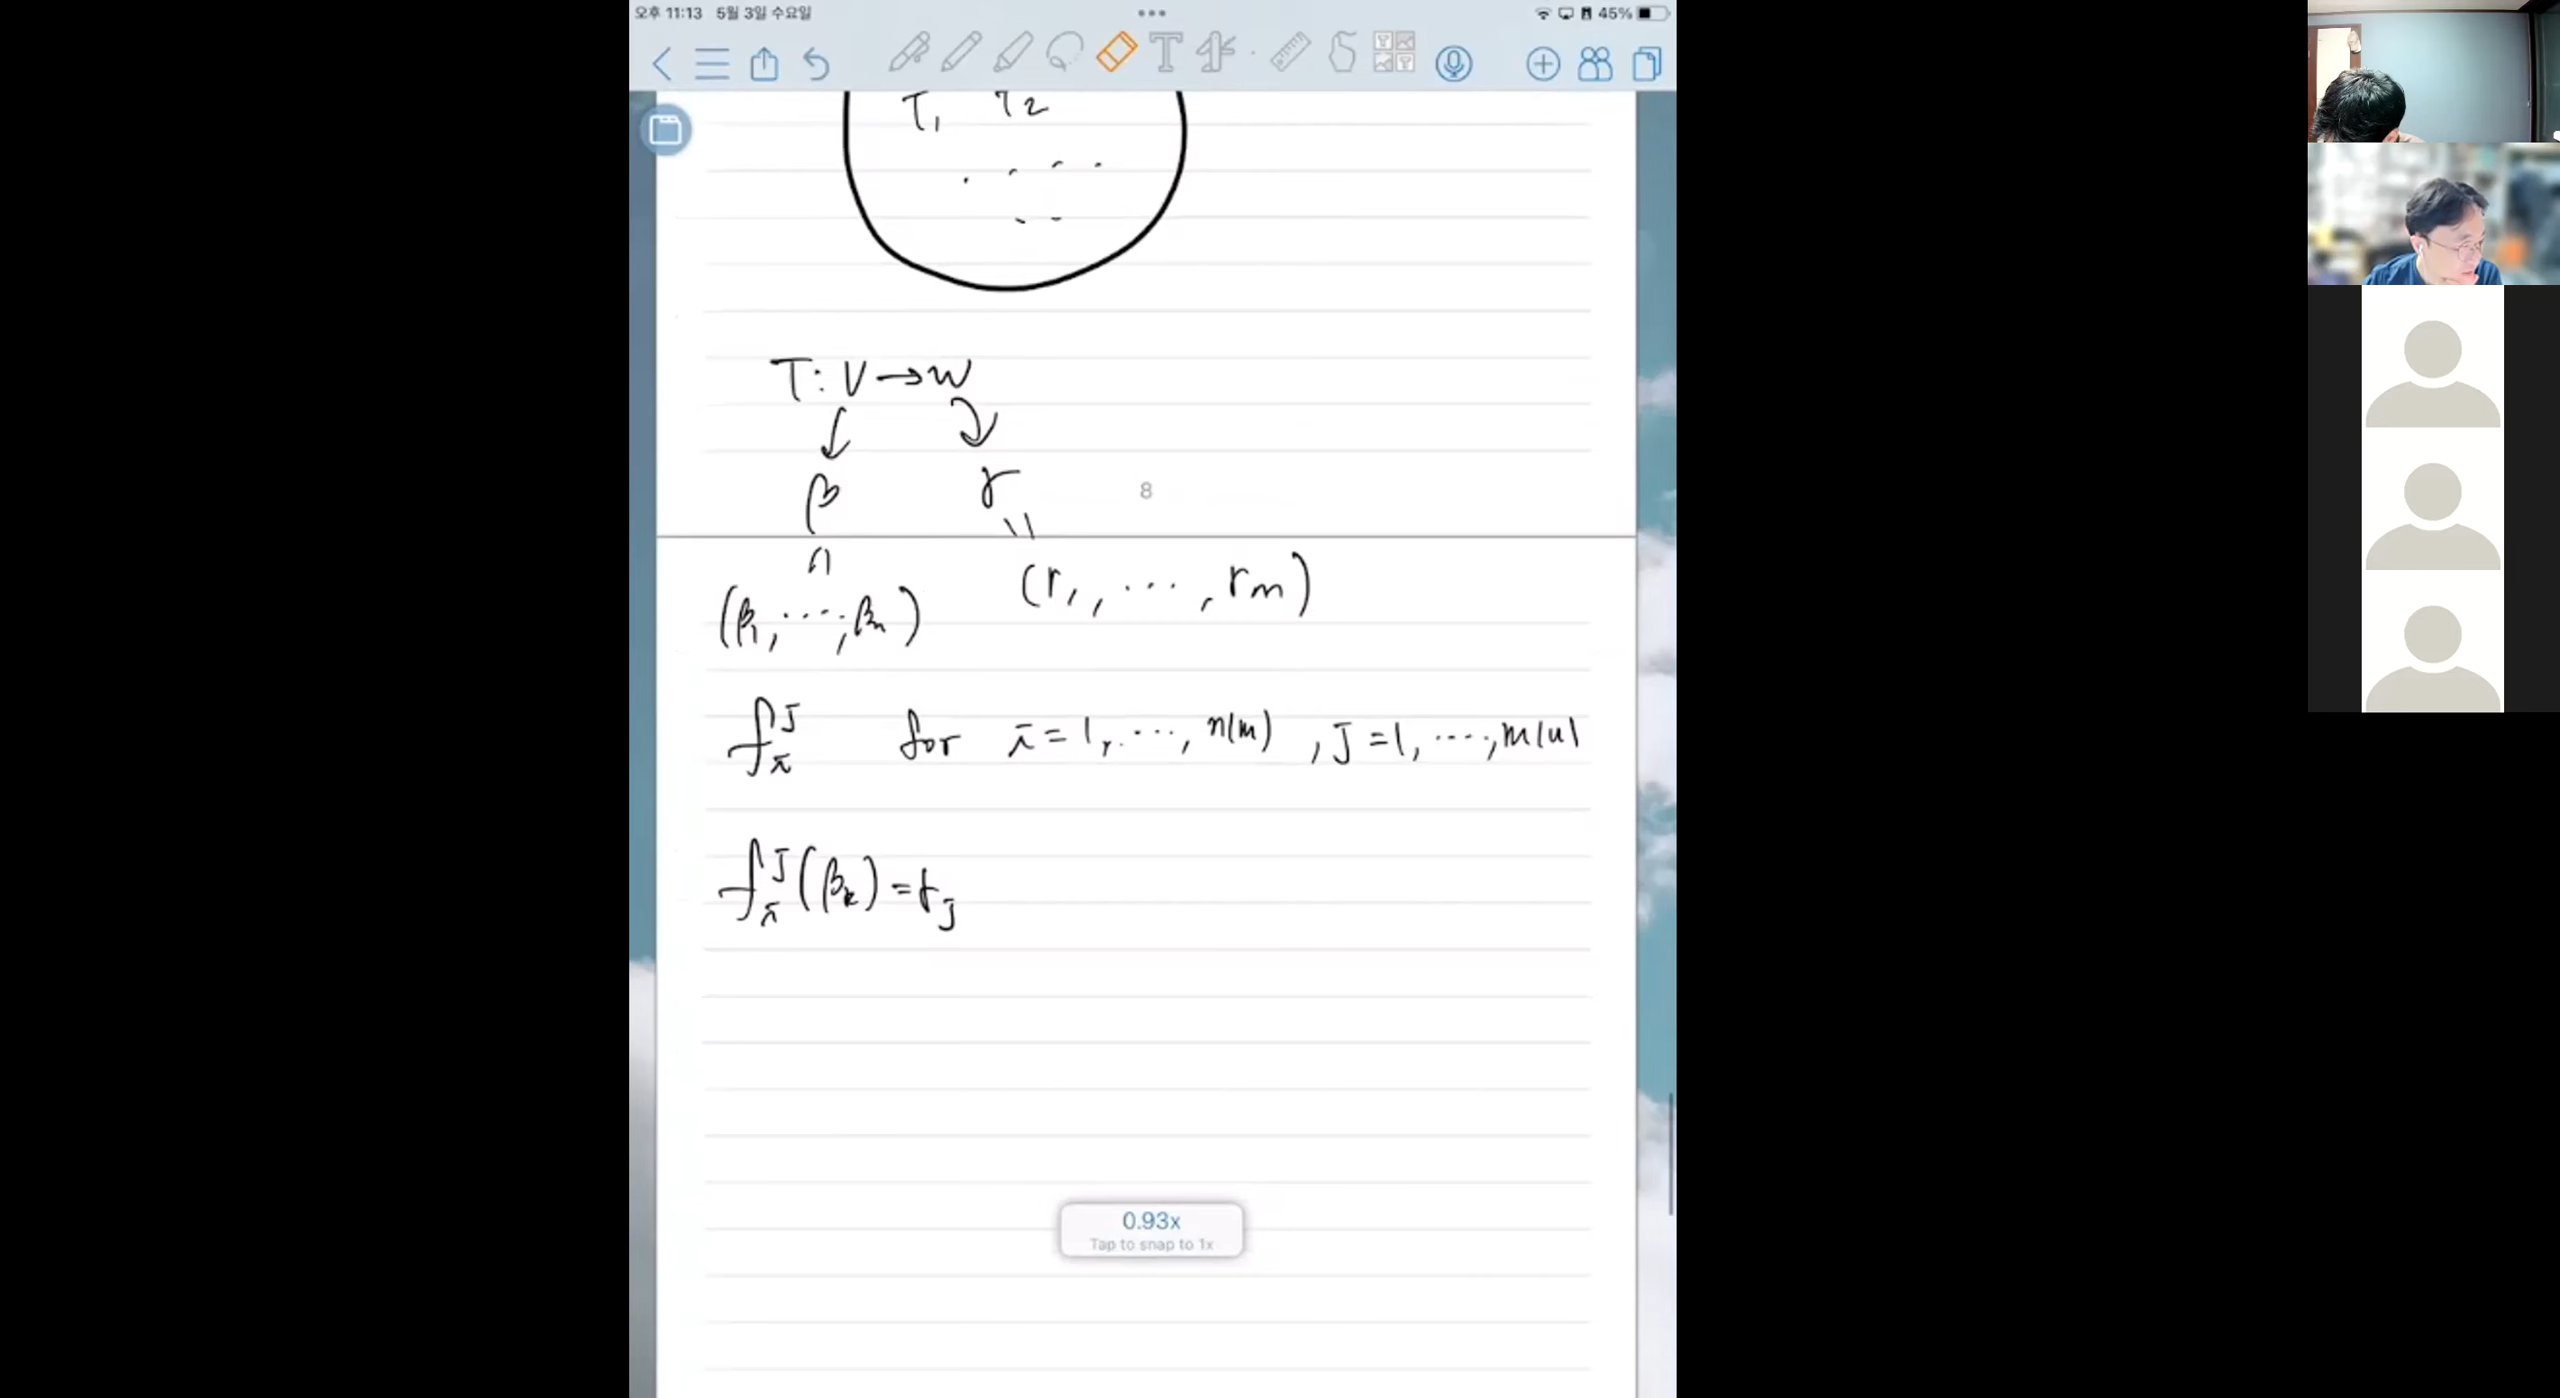 오후 11:13 5월 3일 수요일
45%
T₁ T₂
T: V → W
β γ
8
(β₁, ..., βₙ) (γ₁, ..., γₘ)
fᵢʲ for i = 1, ..., n(m), j = 1, ..., m(n)
fᵢʲ(βₖ) = γⱼ
0.93x
Tap to snap to 1x